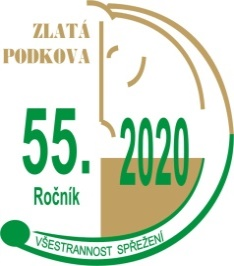 ZLATÁ
PODKOVA
55. 2020
Ročník
VŠESTRANNOST SPŘEŽENÍ